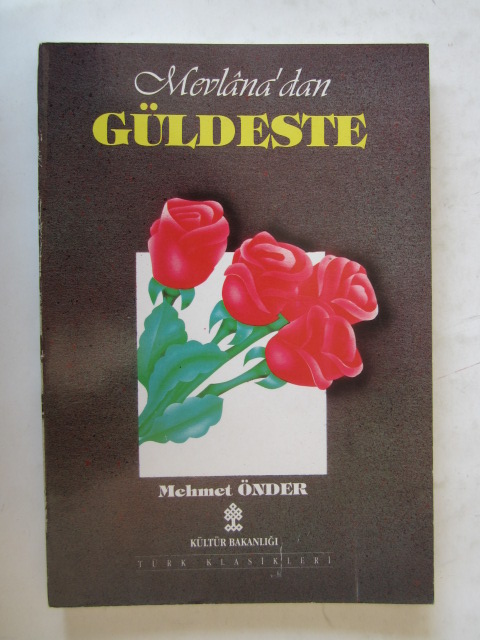 Mevlâna'dan
GÜLDESTE
Mehmet ÖNDER
KÜLTÜR BAKANLIĞI
TÜRK KLASİKLERİ